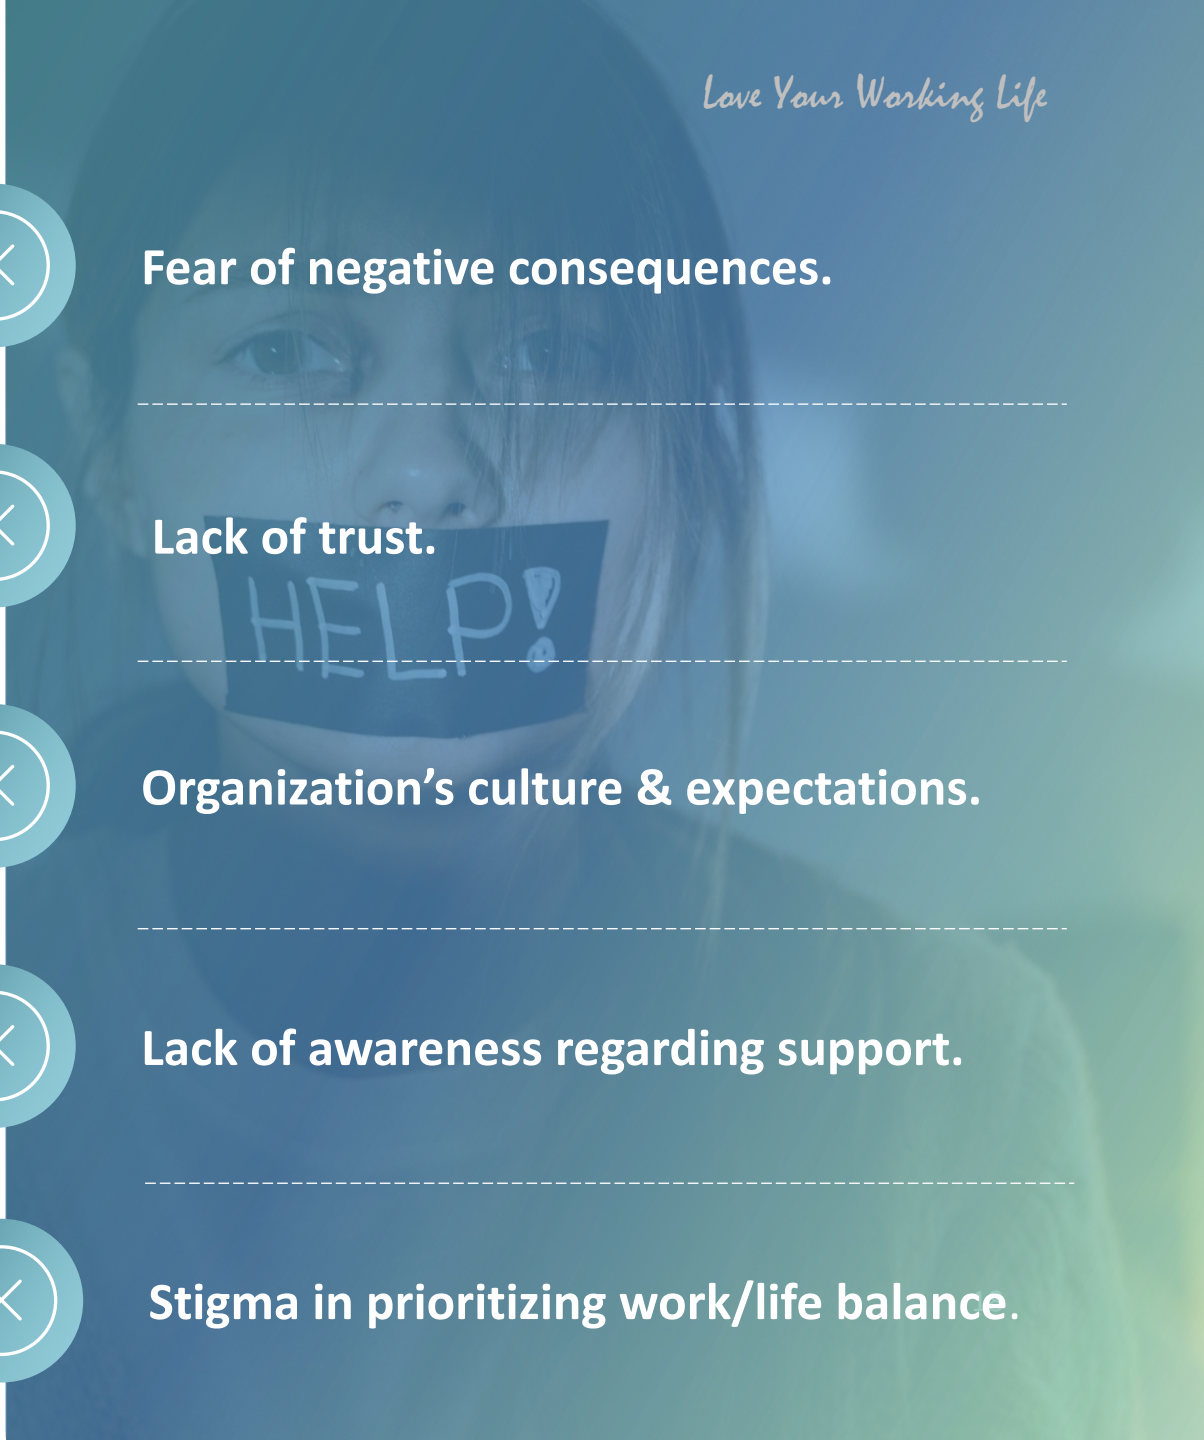 Love Your Working Life
Fear of negative consequences.
Lack of trust.
HELP!
Organization’s culture & expectations.
Lack of awareness regarding support.
Stigma in prioritizing work/life balance.